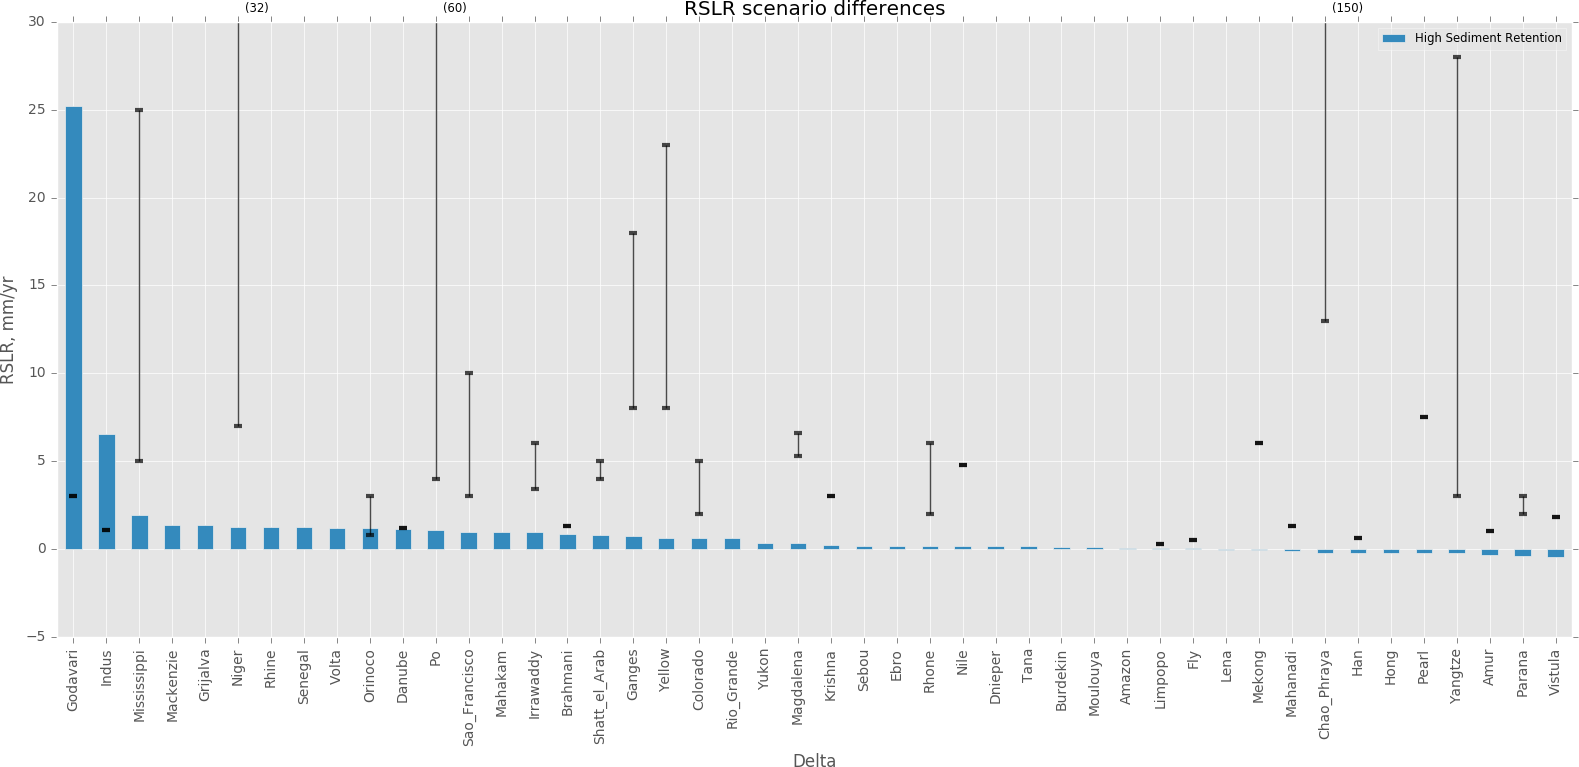 (32)
(60)
RSLR scenario differences
(150)
High Sediment Retention
RSLR, mm/yr
30
25
20
15
10
5
0
−5
Godavari
Indus
Mississippi
Mackenzie
Grijalva
Niger
Rhine
Senegal
Volta
Orinoco
Danube
Po
Sao_Francisco
Mahakam
Irrawaddy
Brahmani
Shatt_el_Arab
Ganges
Yellow
Colorado
Rio_Grande
Yukon
Magdalena
Krishna
Sebou
Ebro
Rhone
Nile
Dnieper
Tana
Burdekin
Moulouya
Amazon
Limpopo
Fly
Lena
Mekong
Mahanadi
Chao_Phraya
Han
Hong
Pearl
Yangtze
Amur
Parana
Vistula
Delta